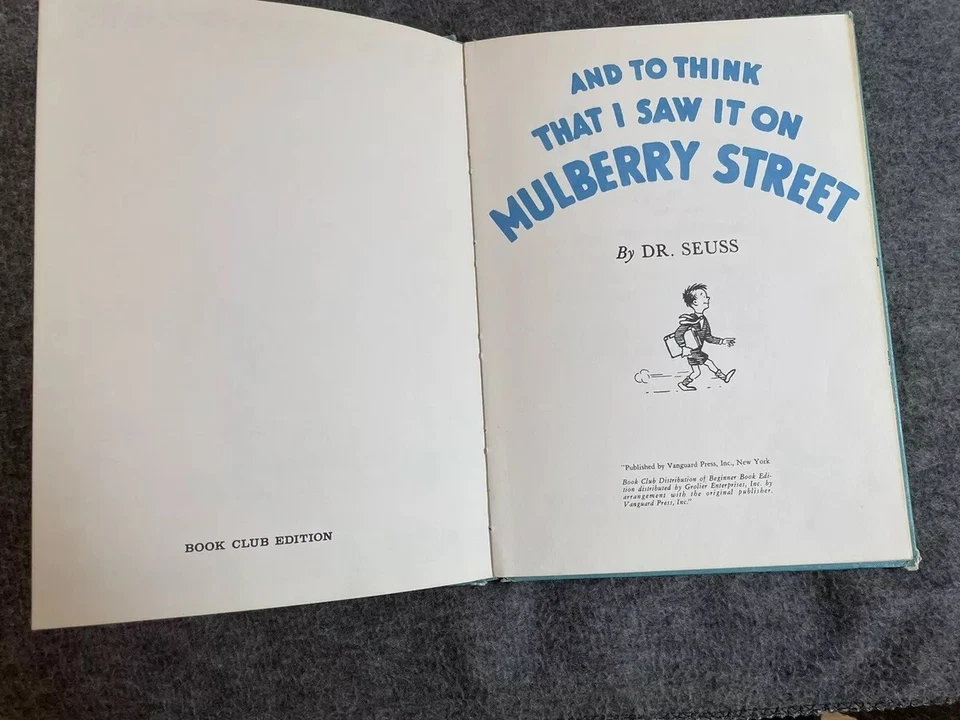 BOOK CLUB EDITION
AND TO THINK
THAT I SAW IT ON
MULBERRY STREET
By DR. SEUSS
"Published by Vanguard Press, Inc., New York
Book Club Distribution of Beginner Book Edi-
tion distributed by Grolier Enterprises, Inc. by
arrangement with the original publisher,
Vanguard Press, Inc."